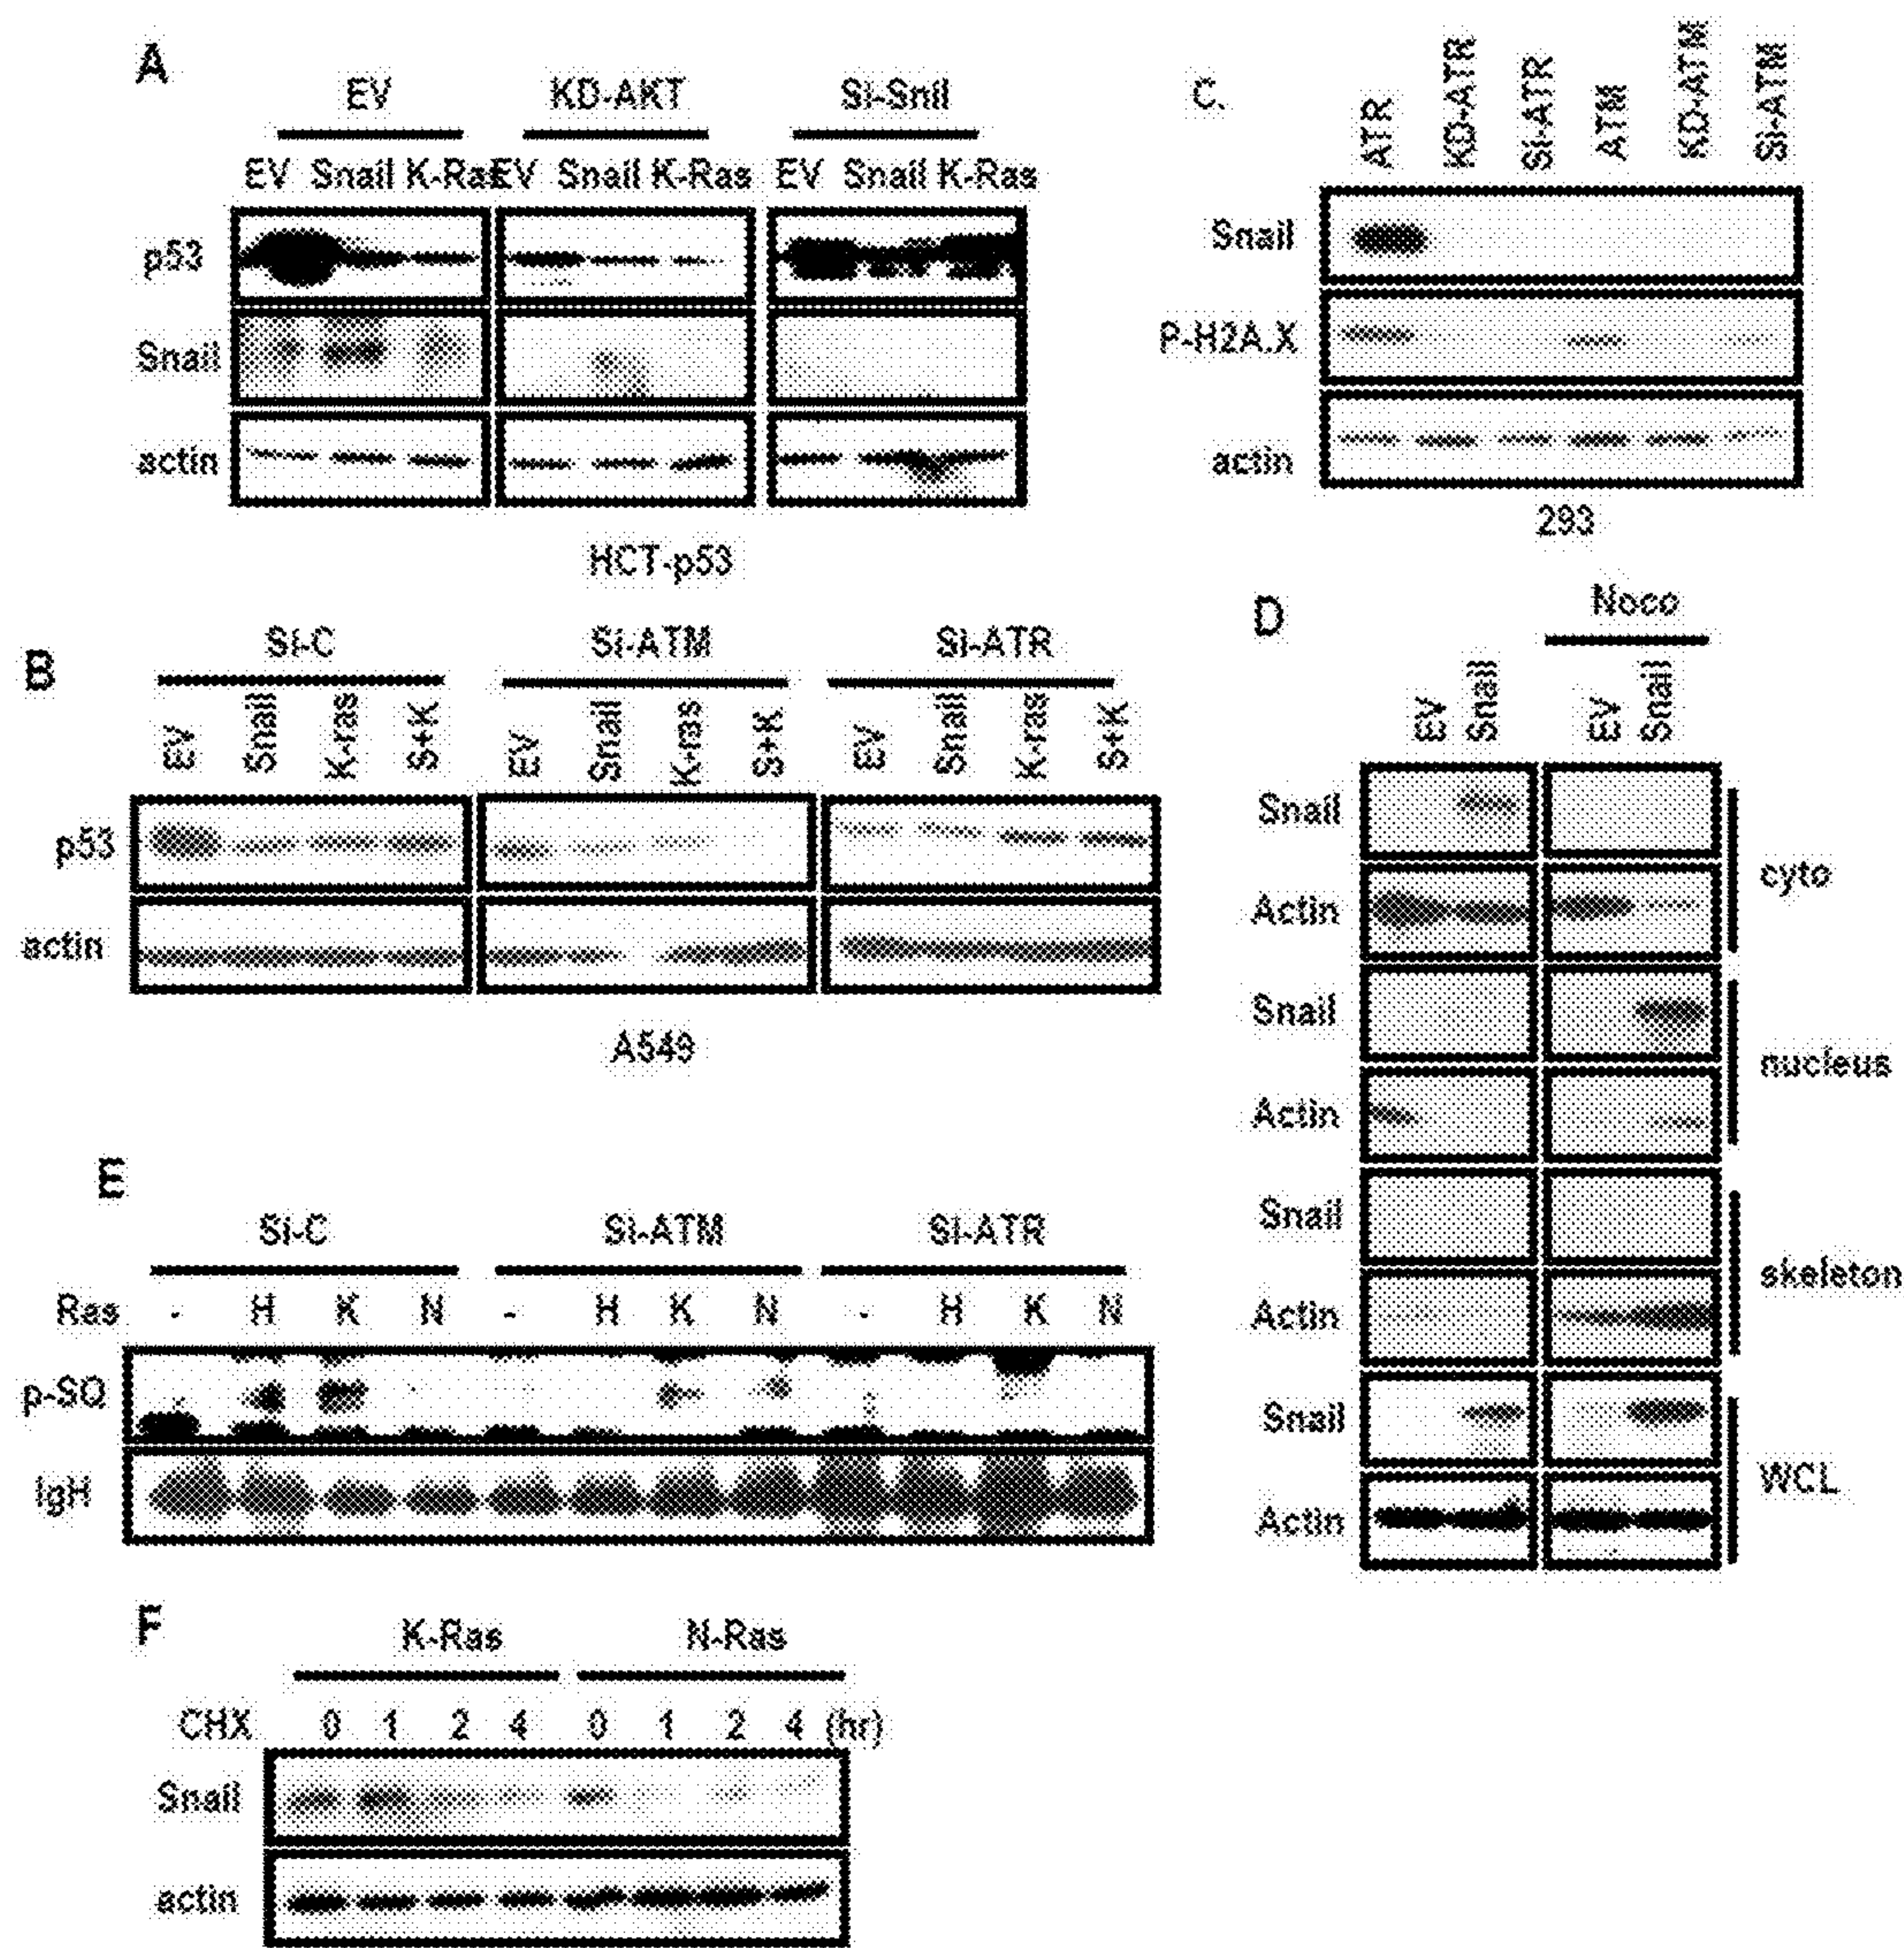 A
EV KD-AKT Si-Snil
EV Snail K-Ras EV Snail K-Ras EV Snail K-Ras
p53
Snail
actin
HCT-p53
B
Si-C Si-ATM Si-ATR
EV Snail K-ras S+K EV Snail K-ras S+K EV Snail K-ras S+K
p53
actin
A549
C.
ATR KD-ATR Si-ATR ATM KD-ATM Si-ATM
Snail
P-H2A.X
actin
293
D
Noco
EV Snail EV Snail
Snail
Actin
cyto
Snail
Actin
nucleus
Snail
Actin
skeleton
Snail
Actin
WCL
E
Si-C Si-ATM Si-ATR
Ras - H K N - H K N - H K N
p-SQ
IgH
F
K-Ras N-Ras
CHX 0 1 2 4 0 1 2 4 (hr)
Snail
actin